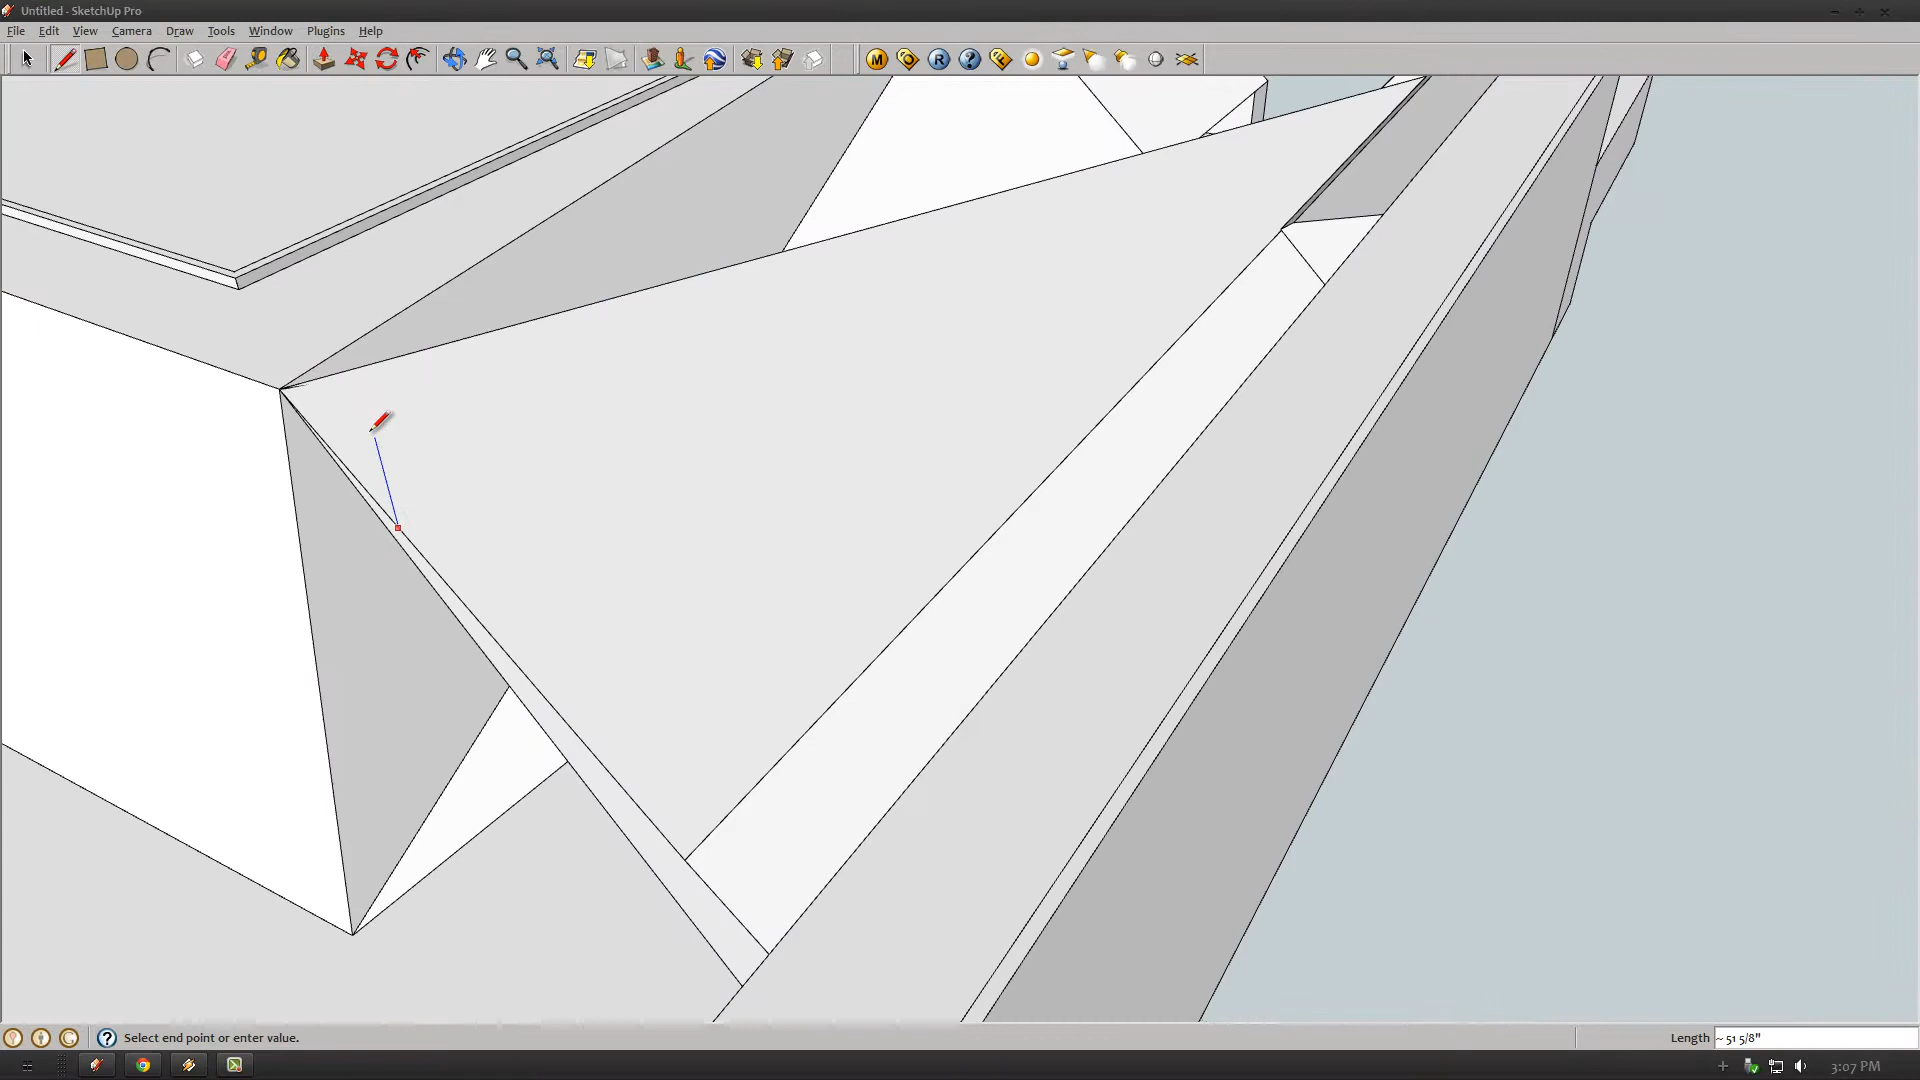 Untitled - SketchUp Pro
File Edit View Camera Draw Tools Window Plugins Help
M R ?
? Select end point or enter value. Length ~ 51 5/8"
3:07 PM